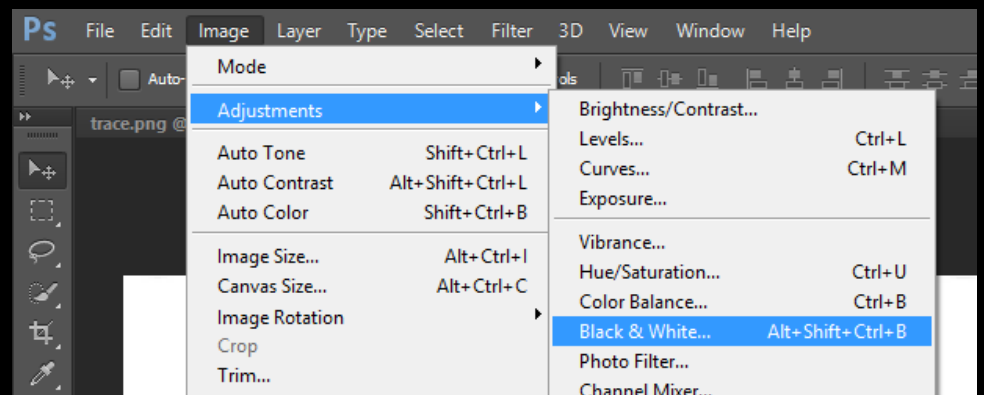 Ps File Edit Image Layer Type Select Filter 3D View Window Help
Auto-
ols
trace.png @
Mode
Adjustments
Auto Tone Shift+Ctrl+L
Auto Contrast Alt+Shift+Ctrl+L
Auto Color Shift+Ctrl+B
Image Size... Alt+Ctrl+I
Canvas Size... Alt+Ctrl+C
Image Rotation
Crop
Trim...
Brightness/Contrast...
Levels... Ctrl+L
Curves... Ctrl+M
Exposure...
Vibrance...
Hue/Saturation... Ctrl+U
Color Balance... Ctrl+B
Black & White... Alt+Shift+Ctrl+B
Photo Filter...
Channel Mixer...